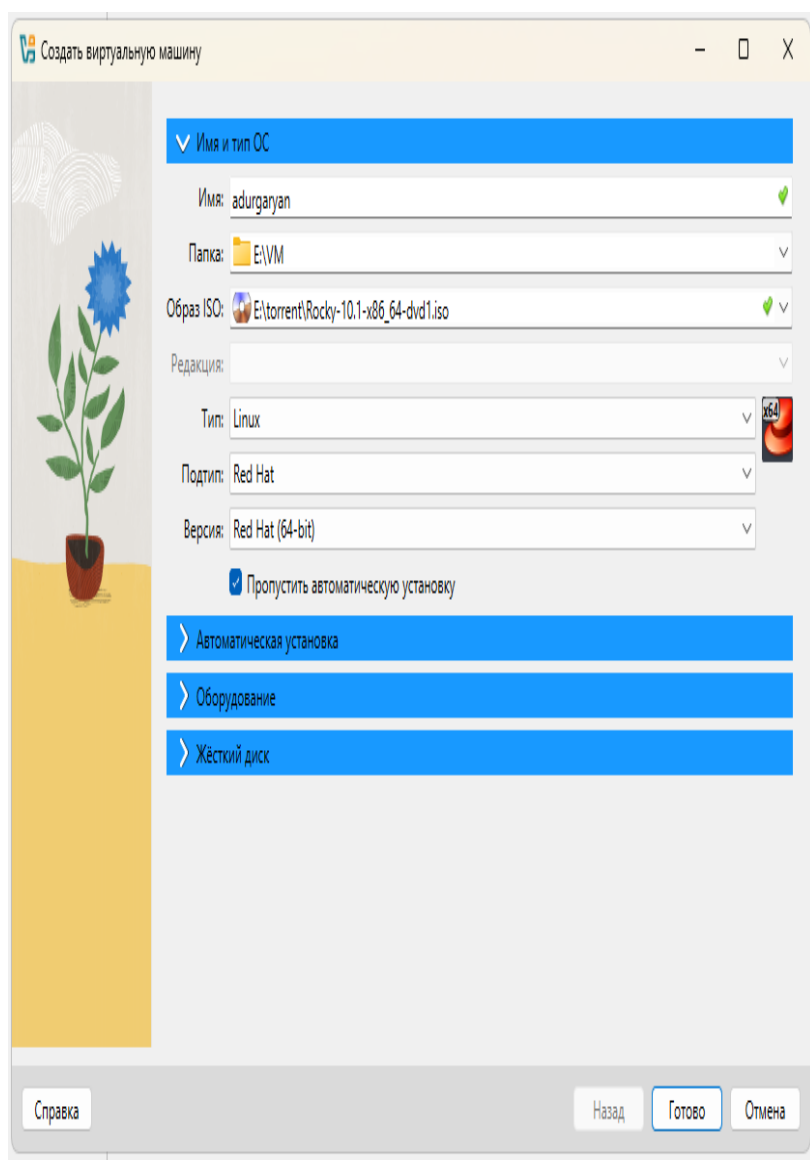 Создать виртуальную машину
Имя и тип ОС
Имя: adurgaryan
Папка: E:\VM
Образ ISO: E:\torrent\Rocky-10.1-x86_64-dvd1.iso
Редакция:
Тип: Linux
x64
Подтип: Red Hat
Версия: Red Hat (64-bit)
Пропустить автоматическую установку
Автоматическая установка
Оборудование
Жёсткий диск
Справка Назад Готово Отмена